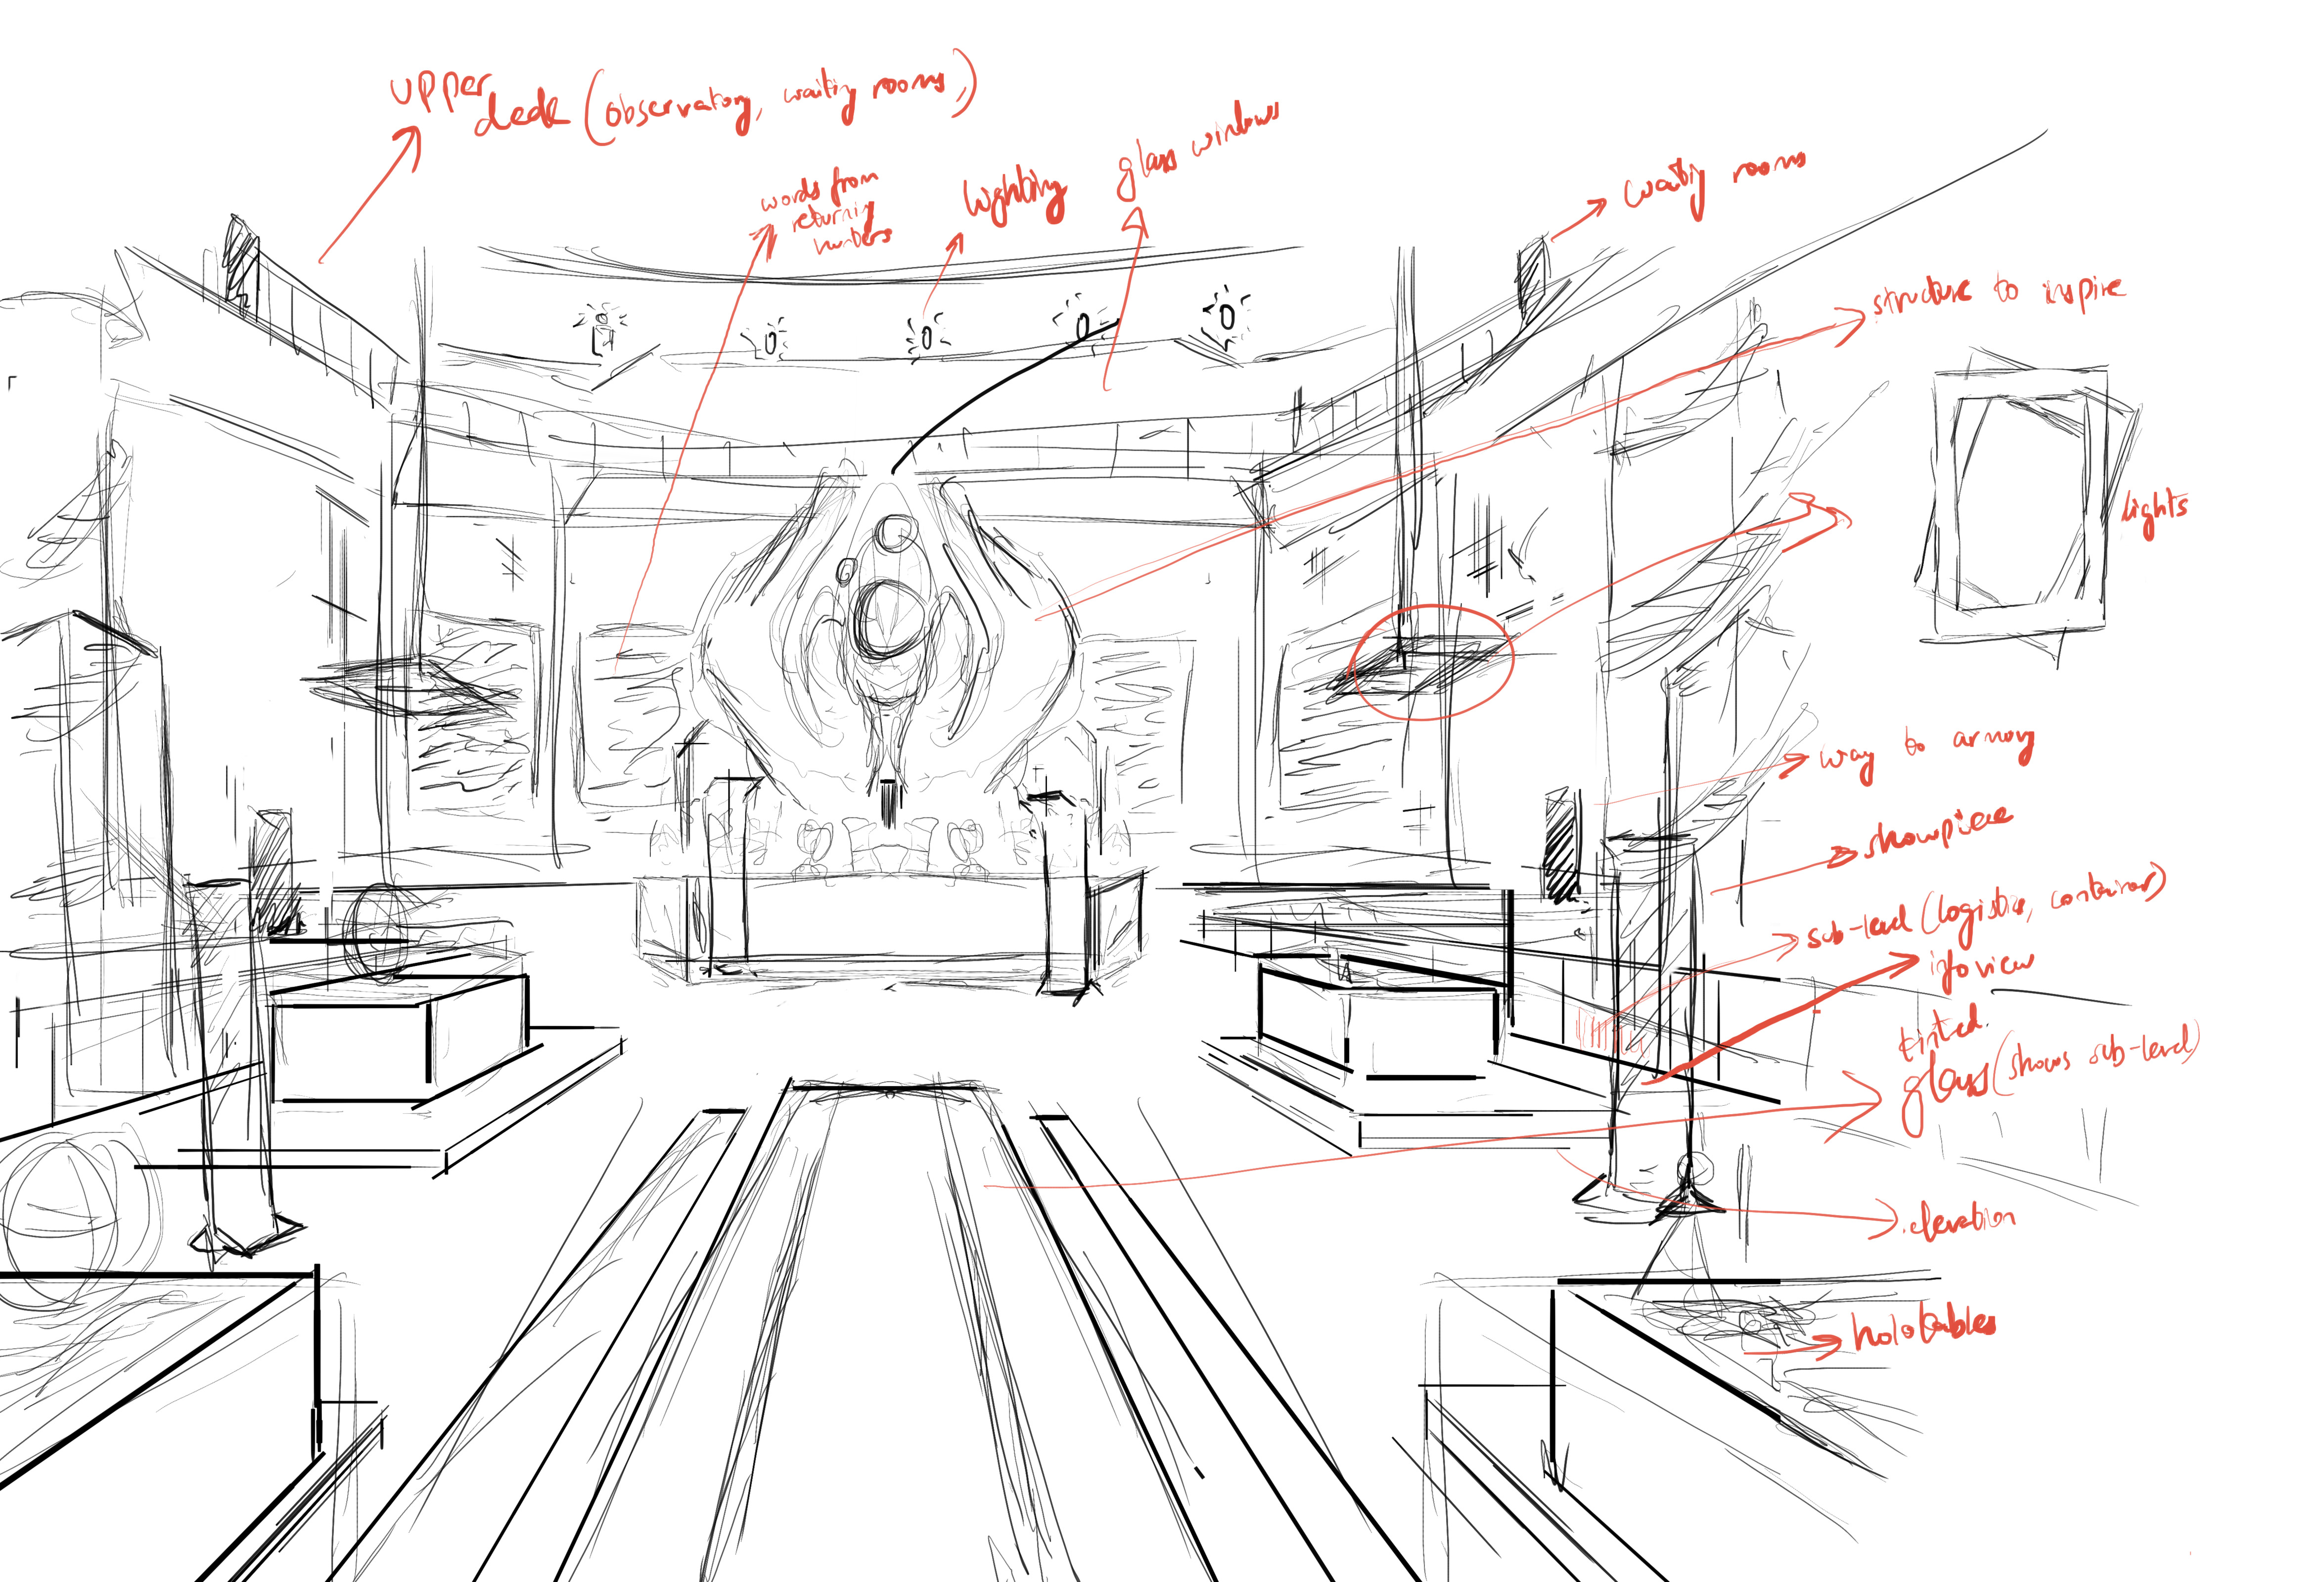 upper
deck (observatory, waiting rooms)
words from
returning
hunters
lighting
glass windows
waiting rooms
structure to inspire
lights
way to armory
showpiece
sub-level (logistics, containers)
info view
tinted
glass (shows sub-level)
elevation
holotables